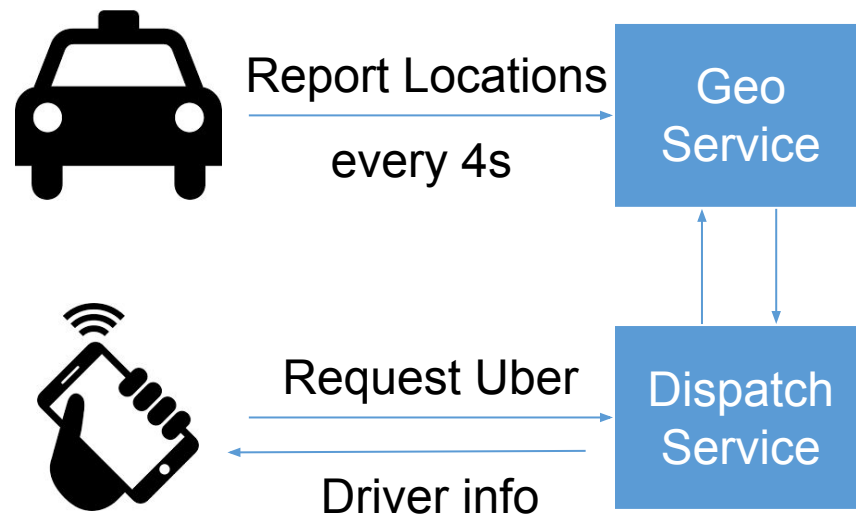 Report Locations
every 4s
Geo
Service
Request Uber
Driver info
Dispatch
Service